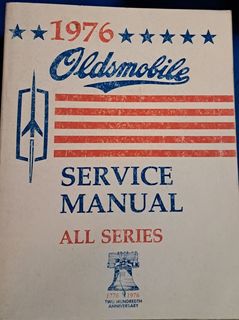 1976
Oldsmobile
SERVICE
MANUAL
ALL SERIES
1776 1976
TWO HUNDREDTH
ANNIVERSARY